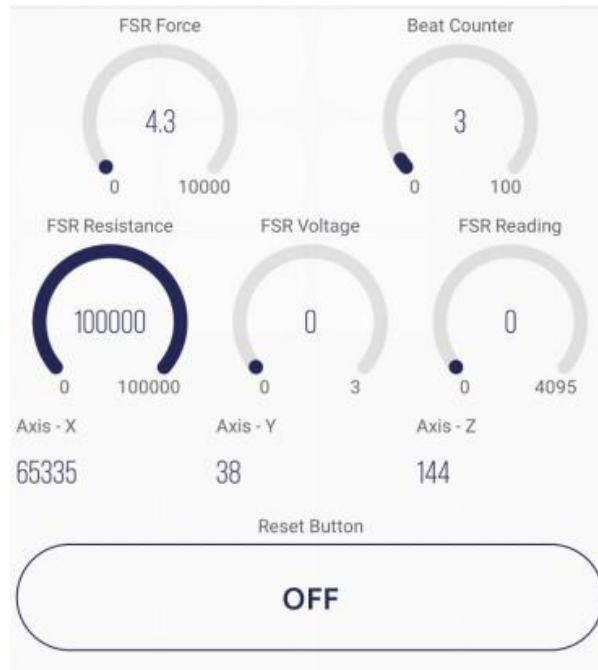 FSR Force
Beat Counter
4.3
3
0
10000
0
100
FSR Resistance
FSR Voltage
FSR Reading
100000
0
0
0
100000
0
3
0
4095
Axis - X
Axis - Y
Axis - Z
65335
38
144
Reset Button
OFF